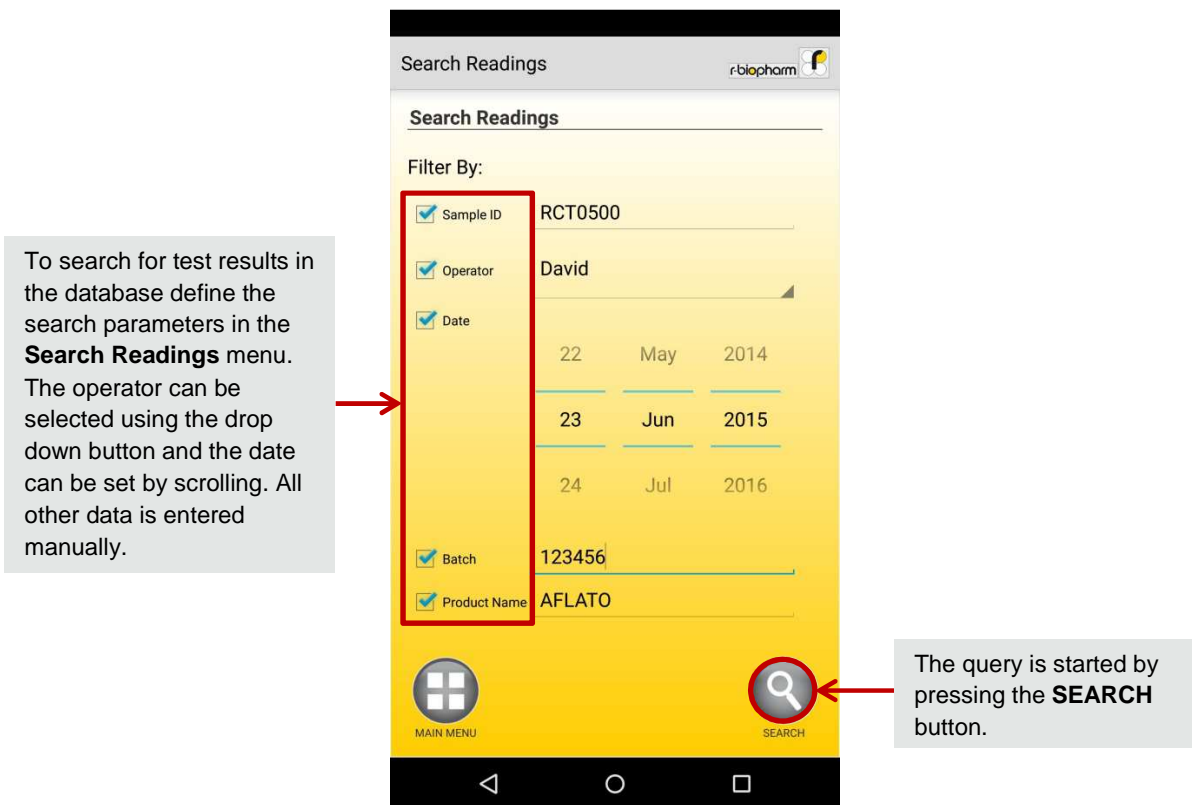 Search Readings
r-biopharm
Search Readings
Filter By:
Sample ID RCT0500
Operator David
Date
22 May 2014
23 Jun 2015
24 Jul 2016
Batch 123456
Product Name AFLATO
MAIN MENU
SEARCH
To search for test results in
the database define the
search parameters in the
Search Readings menu.
The operator can be
selected using the drop
down button and the date
can be set by scrolling. All
other data is entered
manually.
The query is started by
pressing the SEARCH
button.